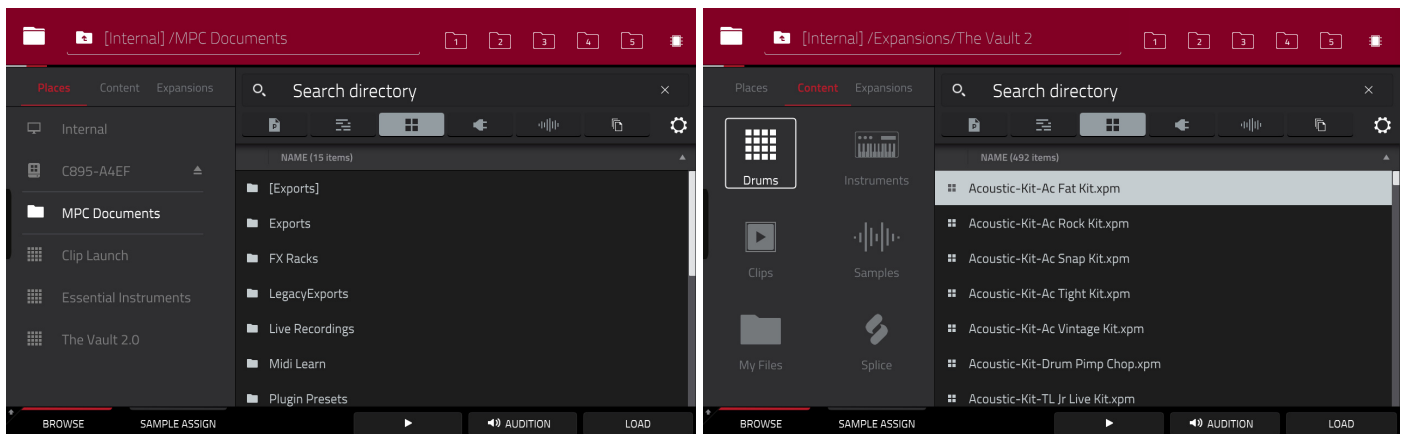 [Internal] /MPC Documents
1 2 3 4 5
Places Content Expansions
Search directory
Internal
C895-A4EF
MPC Documents
Clip Launch
Essential Instruments
The Vault 2.0
NAME (15 items)
[Exports]
Exports
FX Racks
LegacyExports
Live Recordings
Midi Learn
Plugin Presets
BROWSE SAMPLE ASSIGN AUDITION LOAD
[Internal] /Expansions/The Vault 2
1 2 3 4 5
Places Content Expansions
Search directory
Drums Instruments
Clips Samples
My Files Splice
NAME (492 items)
Acoustic-Kit-Ac Fat Kit.xpm
Acoustic-Kit-Ac Rock Kit.xpm
Acoustic-Kit-Ac Snap Kit.xpm
Acoustic-Kit-Ac Tight Kit.xpm
Acoustic-Kit-Ac Vintage Kit.xpm
Acoustic-Kit-Drum Pimp Chop.xpm
Acoustic-Kit-TL Jr Live Kit.xpm
BROWSE SAMPLE ASSIGN AUDITION LOAD